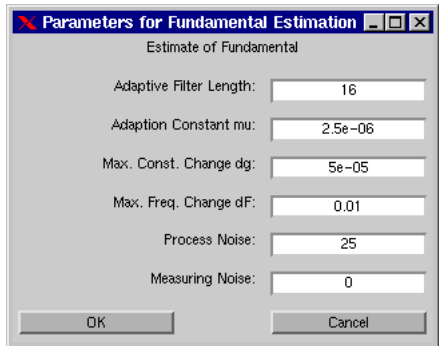 Parameters for Fundamental Estimation
Estimate of Fundamental
Adaptive Filter Length: 16
Adaption Constant mu: 2.5e-06
Max. Const. Change dg: 5e-05
Max. Freq. Change dF: 0.01
Process Noise: 25
Measuring Noise: 0
OK Cancel